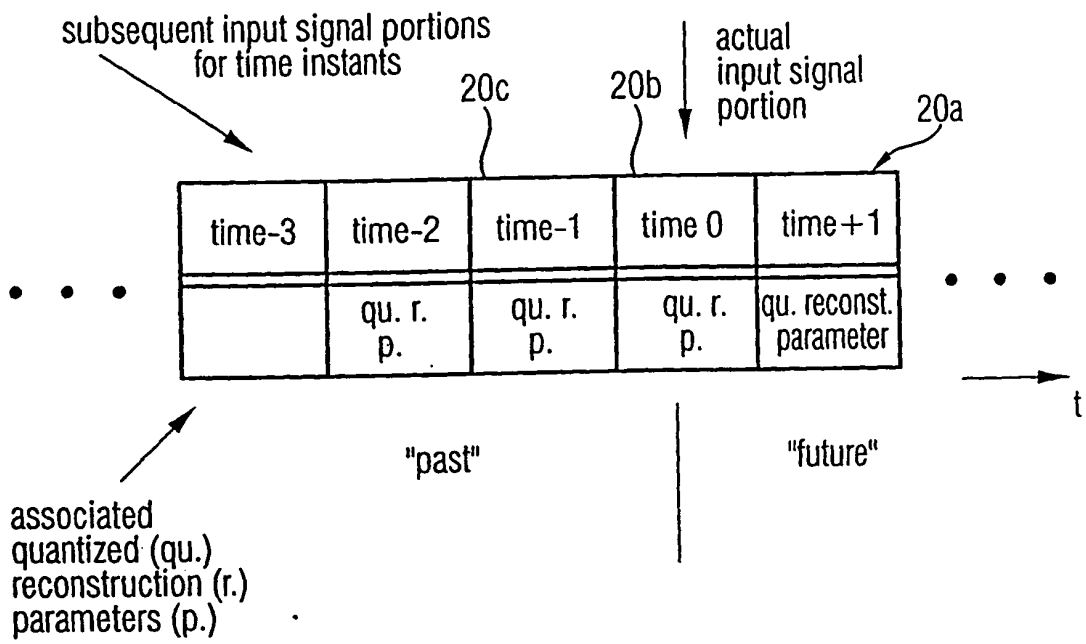 subsequent input signal portions
for time instants
actual
input signal
portion
20c
20b
20a
time-3 time-2 time-1 time 0 time+1
qu. r. p.
qu. r. p.
qu. r. p.
qu. reconst. parameter
t
"past"
"future"
associated
quantized (qu.)
reconstruction (r.)
parameters (p.)